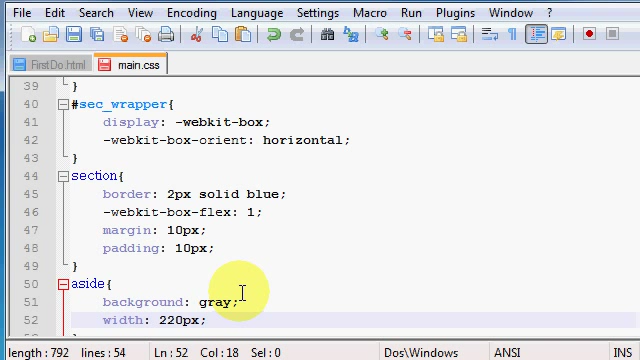 File Edit Search View Encoding Language Settings Macro Run Plugins Window ?
FirstDo.html main.css
39 }
40 #sec_wrapper{
41 display: -webkit-box;
42 -webkit-box-orient: horizontal;
43 }
44 section{
45 border: 2px solid blue;
46 -webkit-box-flex: 1;
47 margin: 10px;
48 padding: 10px;
49 }
50 aside{
51 background: gray;
52 width: 220px;
length : 792 lines : 54 Ln : 52 Col : 18 Sel : 0 Dos\Windows ANSI INS